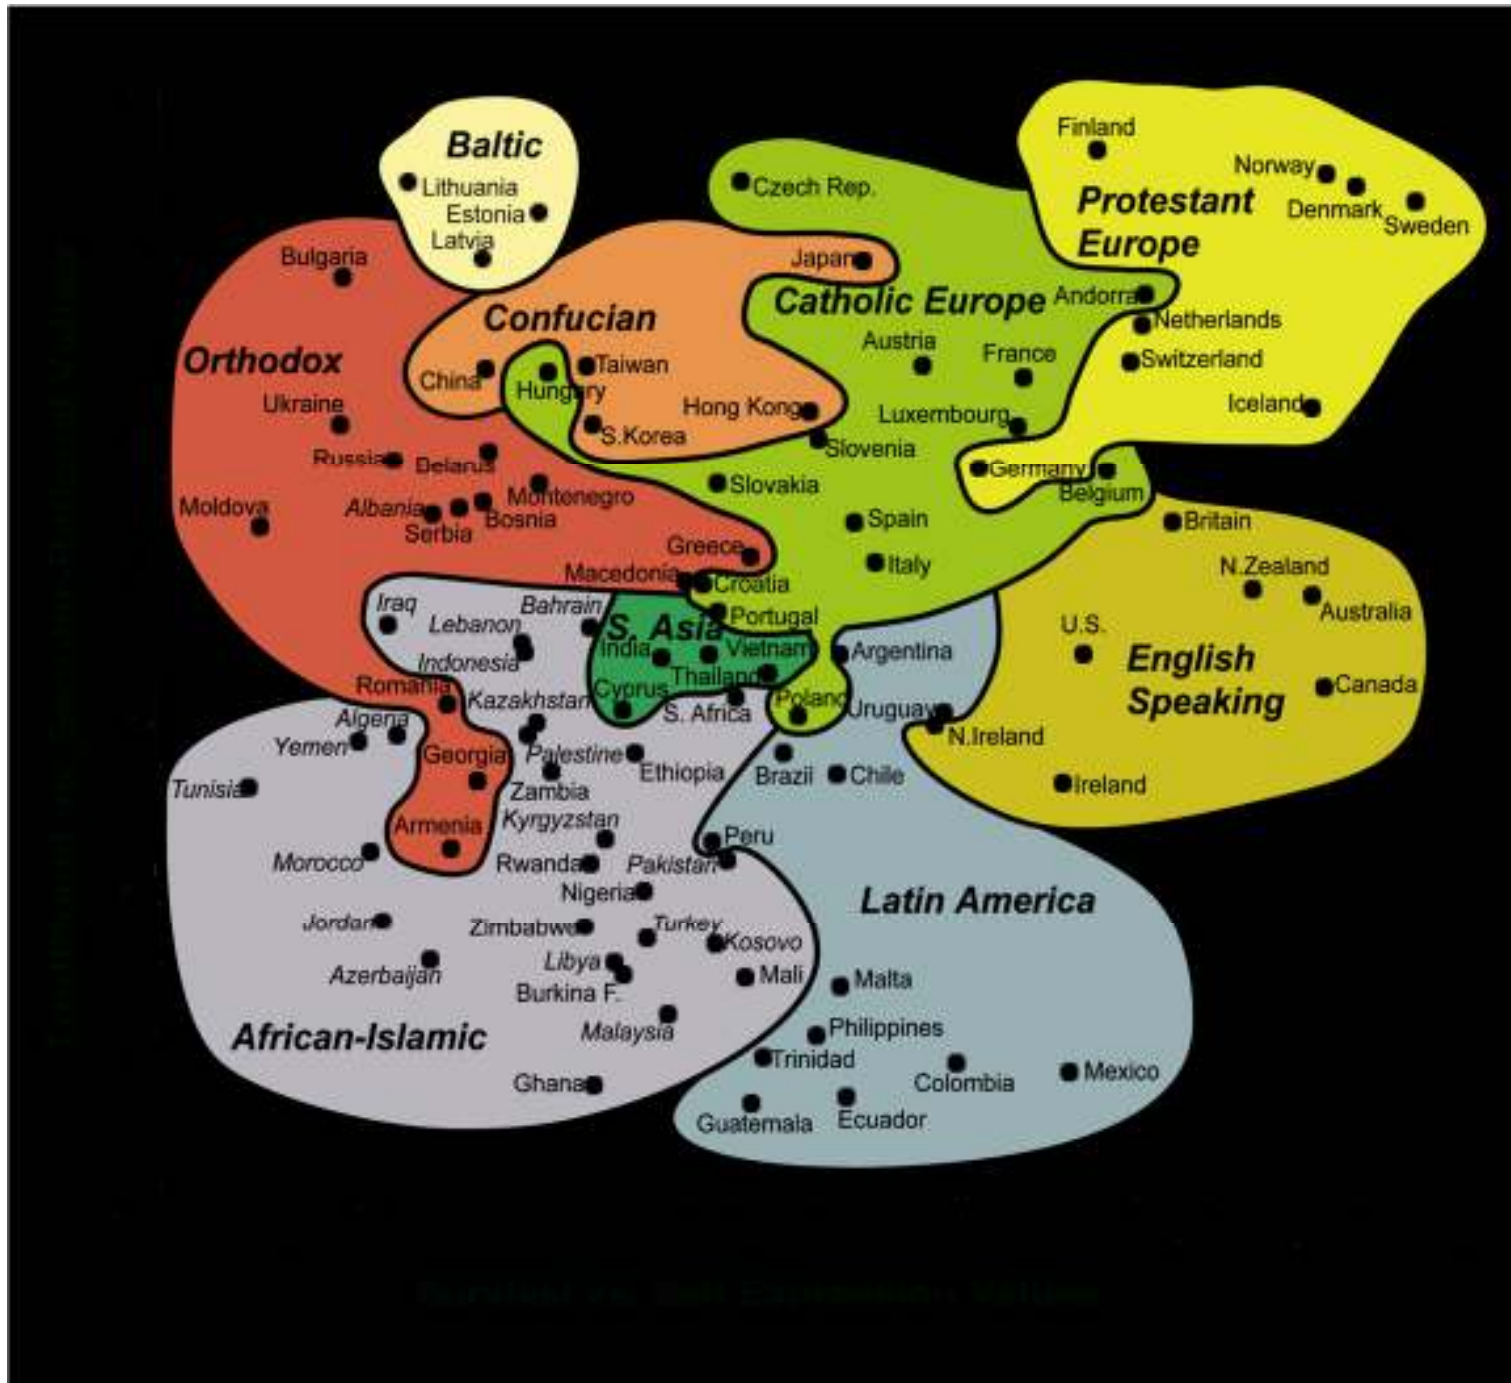 Finland
Baltic
Norway
Lithuania
Czech Rep.
Protestant
Europe
Denmark
Estonia
Sweden
Latvia
Bulgaria
Japan
Andorra
Catholic Europe
Confucian
Netherlands
Austria
France
Switzerland
Orthodox
Taiwan
China
Hungary
Ukraine
Hong Kong
Luxembourg
Iceland
S.Korea
Slovenia
Russia
Delarus
Germany
Slovakia
Belgium
Montenegro
Moldova
Albania
Bosnia
Spain
Britain
Serbia
Greece
Italy
N.Zealand
Macedonia
Croatia
Iraq
Bahrain
Portugal
Australia
Lebanon
S. Asia
U.S.
India
Vietnam
Argentina
English
Speaking
Indonesia
Thailand
Romania
Cyprus
Canada
Kazakhstan
Poland
Uruguay
S. Africa
Algeria
N.Ireland
Yemen
Georgia
Palestine
Ethiopia
Brazil
Chile
Ireland
Tunisia
Zambia
Kyrgyzstan
Armenia
Peru
Morocco
Rwanda
Pakistan
Nigeria
Latin America
Jordan
Zimbabwe
Turkey
Kosovo
Libya
Azerbaijan
Mali
Malta
Burkina F.
African-Islamic
Malaysia
Philippines
Trinidad
Ghana
Colombia
Mexico
Guatemala
Ecuador